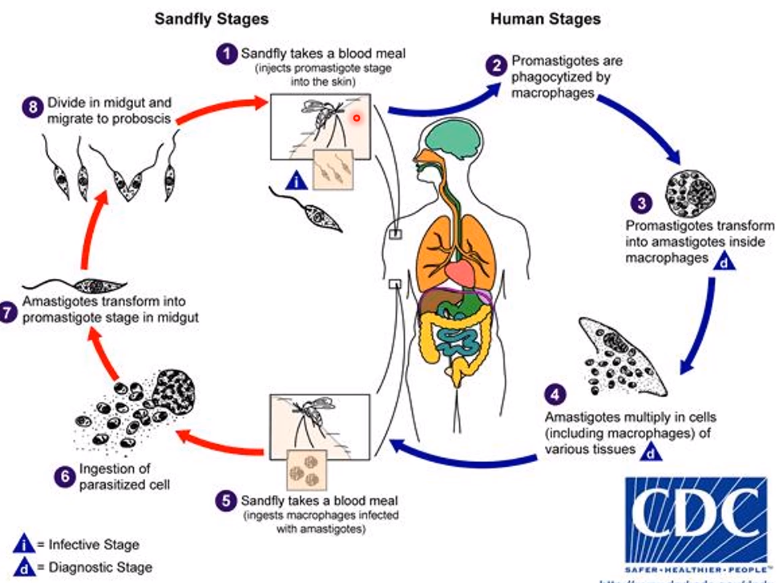 Sandfly Stages
Human Stages
1 Sandfly takes a blood meal
(injects promastigote stage
into the skin)
2 Promastigotes are
phagocytized by
macrophages
3
Promastigotes transform
into amastigotes inside
macrophages d
4
Amastigotes multiply in cells
(including macrophages) of
various tissues d
5 Sandfly takes a blood meal
(ingests macrophages infected
with amastigotes)
6 Ingestion of
parasitized cell
7 Amastigotes transform into
promastigote stage in midgut
8 Divide in midgut and
migrate to proboscis
i
i = Infective Stage
d = Diagnostic Stage
CDC
SAFER•HEALTHIER•PEOPLE™